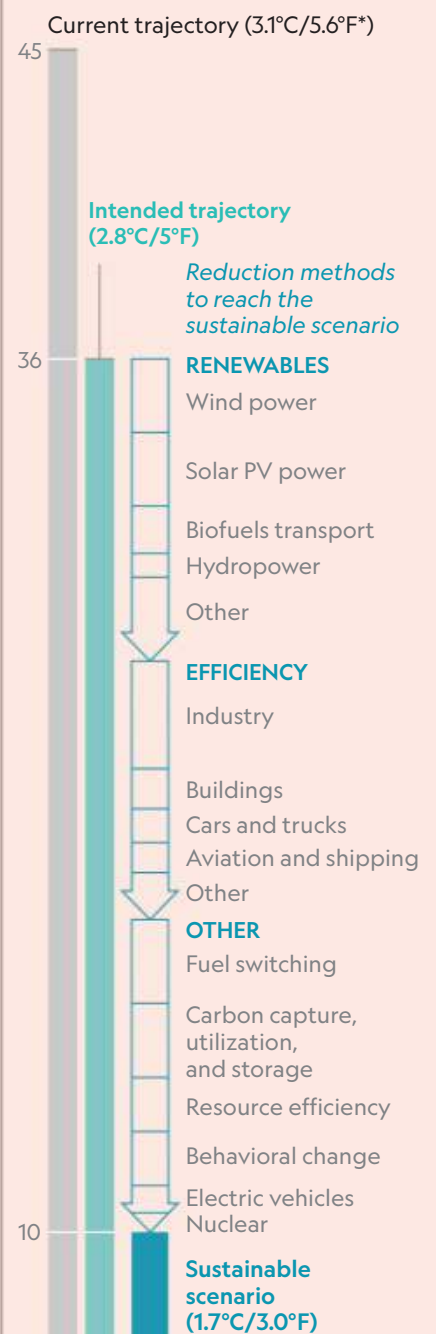 Current trajectory (3.1°C/5.6°F*)
45
Intended trajectory
(2.8°C/5°F)
Reduction methods
to reach the
sustainable scenario
36
RENEWABLES
Wind power
Solar PV power
Biofuels transport
Hydropower
Other
EFFICIENCY
Industry
Buildings
Cars and trucks
Aviation and shipping
Other
OTHER
Fuel switching
Carbon capture,
utilization,
and storage
Resource efficiency
Behavioral change
Electric vehicles
Nuclear
10
Sustainable
scenario
(1.7°C/3.0°F)